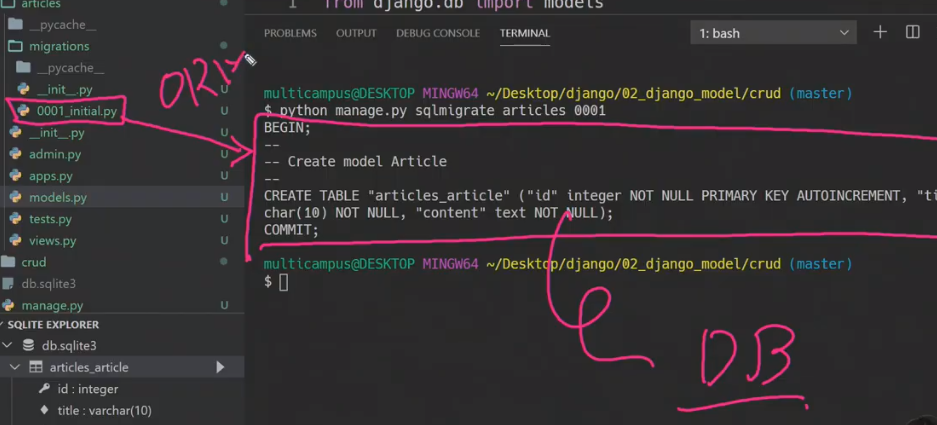 articles
__pycache__
migrations
__pycache__
__init__.py U
0001_initial.py U
__init__.py U
admin.py U
apps.py U
models.py U
tests.py U
views.py U
crud
db.sqlite3
manage.py U
SQLITE EXPLORER
db.sqlite3
articles_article
id : integer
title : varchar(10)
1 from django.db import models
PROBLEMS OUTPUT DEBUG CONSOLE TERMINAL 1: bash
multicampus@DESKTOP MINGW64 ~/Desktop/django/02_django_model/crud (master)
$ python manage.py sqlmigrate articles 0001
BEGIN;
--
-- Create model Article
--
CREATE TABLE "articles_article" ("id" integer NOT NULL PRIMARY KEY AUTOINCREMENT, "ti
char(10) NOT NULL, "content" text NOT NULL);
COMMIT;
multicampus@DESKTOP MINGW64 ~/Desktop/django/02_django_model/crud (master)
$
ORM
DB